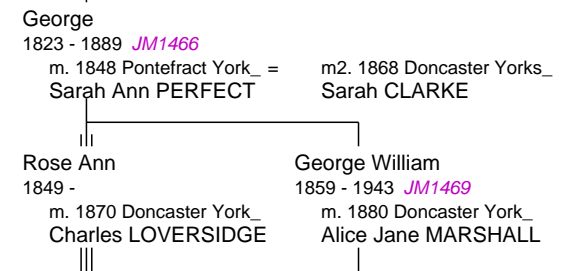 George
1823 - 1889 JM1466
m. 1848 Pontefract York_ = m2. 1868 Doncaster Yorks_
Sarah Ann PERFECT Sarah CLARKE
Rose Ann George William
1849 - 1859 - 1943 JM1469
m. 1870 Doncaster York_ m. 1880 Doncaster York_
Charles LOVERSIDGE Alice Jane MARSHALL